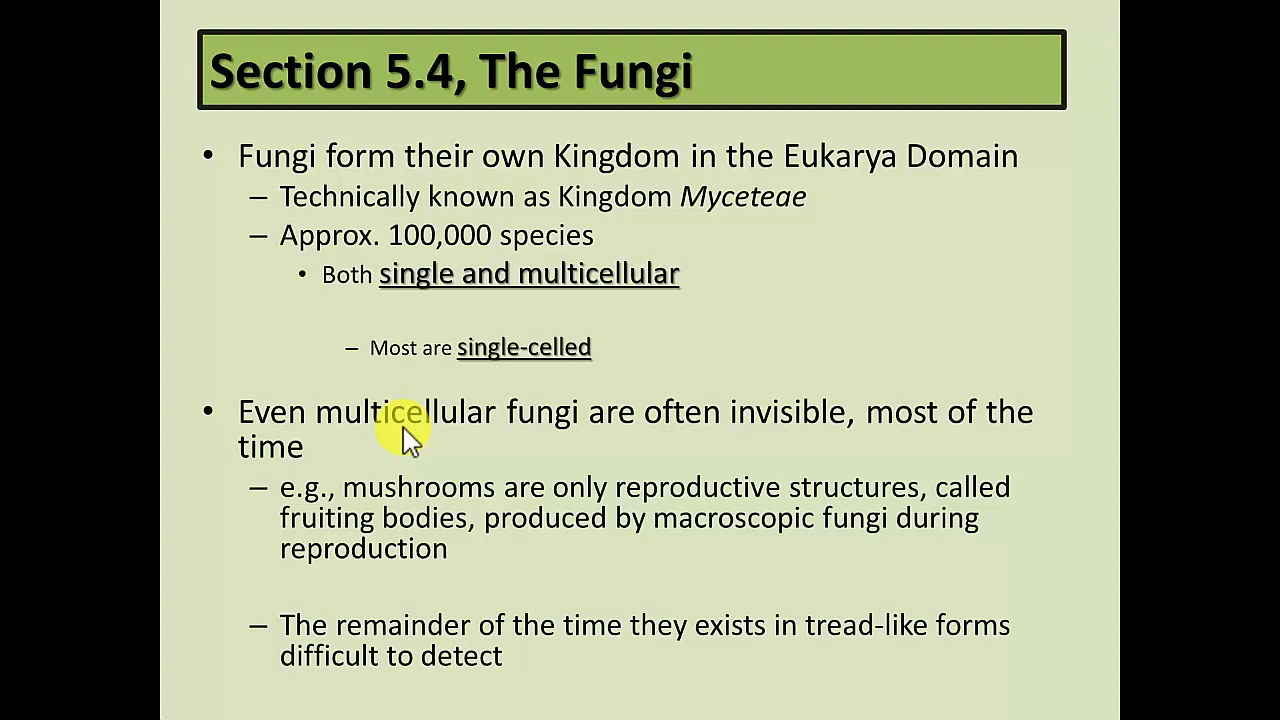 Section 5.4, The Fungi
• Fungi form their own Kingdom in the Eukarya Domain
– Technically known as Kingdom Myceteae
– Approx. 100,000 species
• Both single and multicellular
– Most are single-celled
• Even multicellular fungi are often invisible, most of the
time
– e.g., mushrooms are only reproductive structures, called
fruiting bodies, produced by macroscopic fungi during
reproduction
– The remainder of the time they exists in tread-like forms
difficult to detect